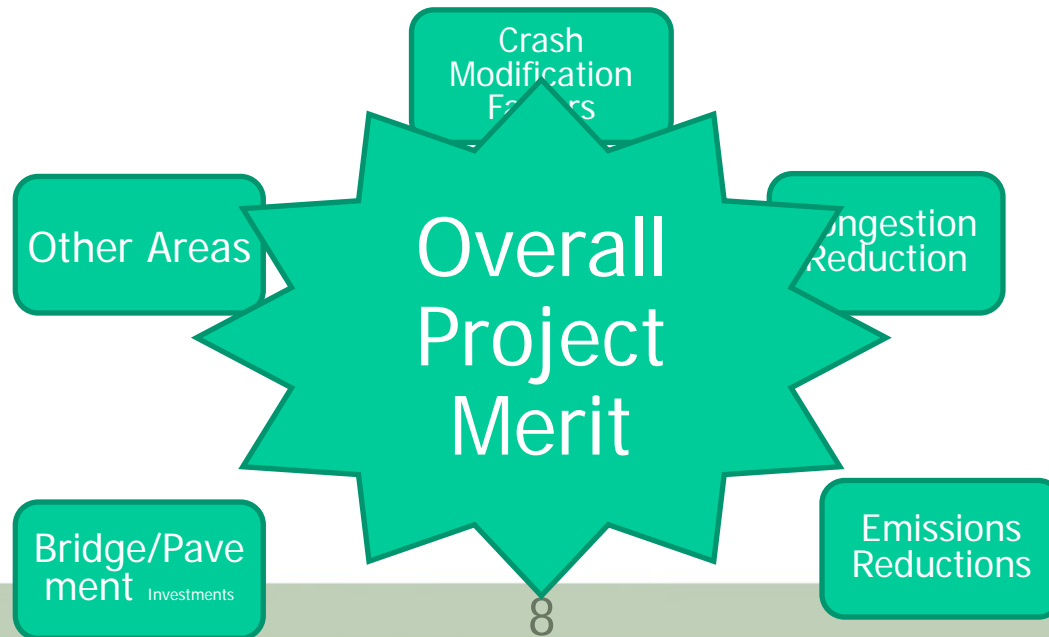 Crash
Modification
Other Areas
Overall
Project
Merit
Reduction
Bridge/Pave
ment Investments
Emissions
Reductions
8